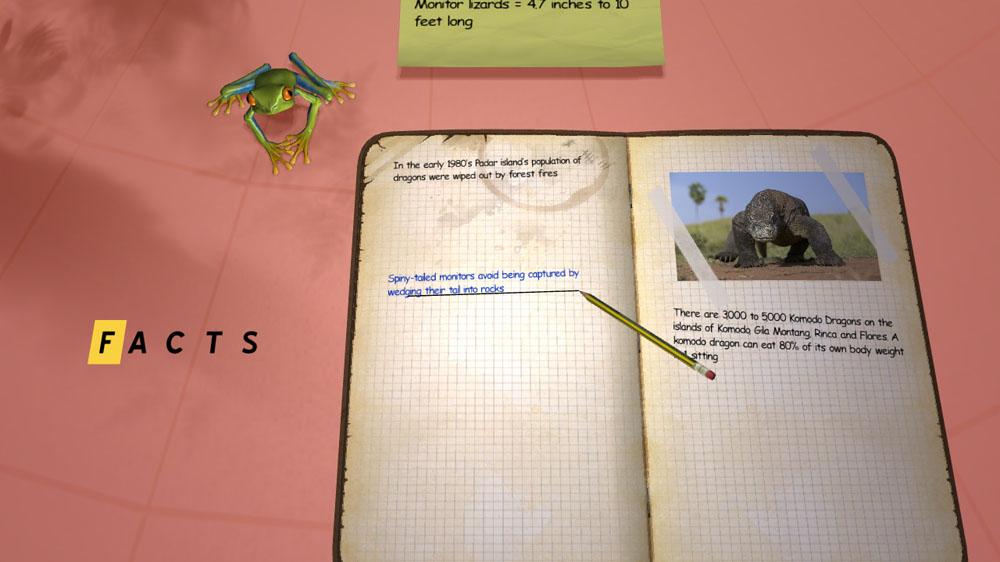 Monitor lizards = 4.7 inches to 10
feet long
In the early 1980's Padar island's population of
dragons were wiped out by forest fires
Spiny-tailed monitors avoid being captured by
wedging their tail into rocks
FACTS
There are 3000 to 5000 Komodo Dragons on the
islands of Komodo, Gila Montang, Rinca and Flores. A
komodo dragon can eat 80% of its own body weight
sitting